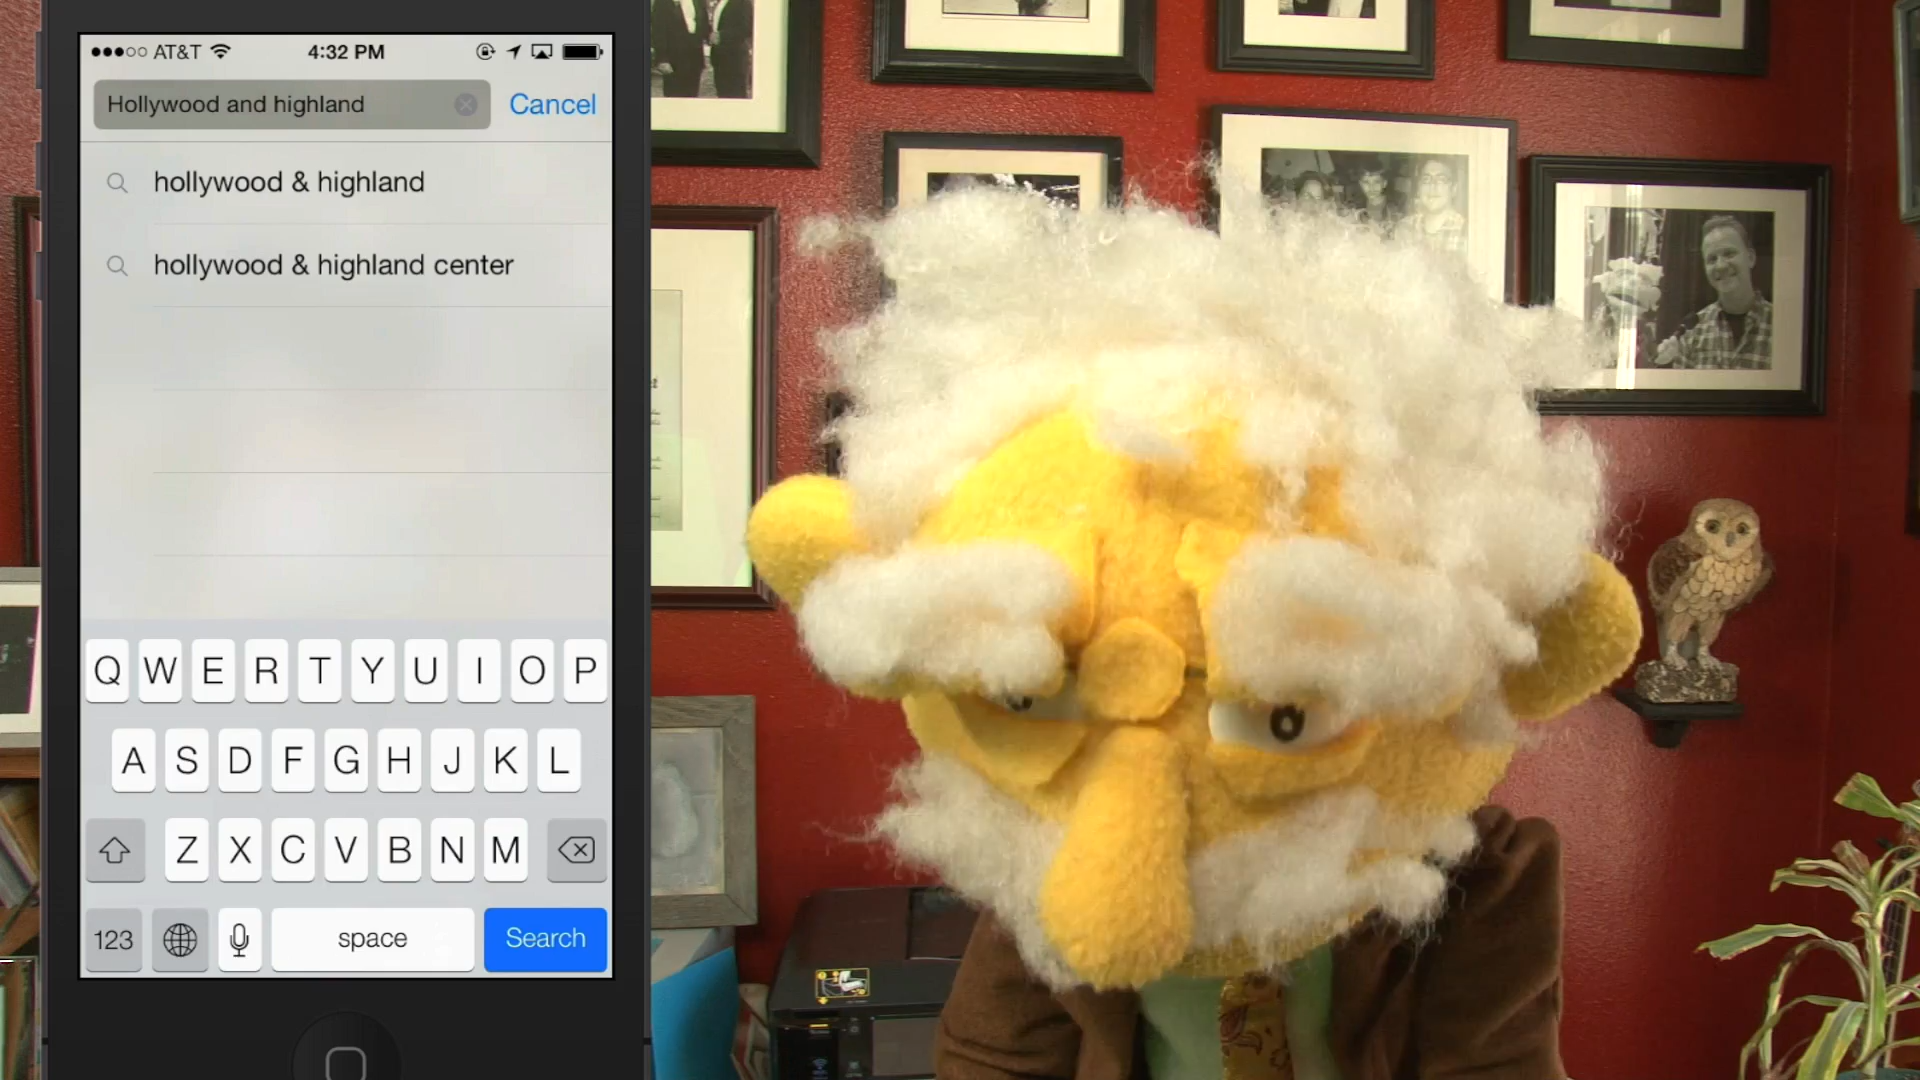 AT&T 4:32 PM
Hollywood and highland Cancel
hollywood & highland
hollywood & highland center
Q W E R T Y U I O P
A S D F G H J K L
Z X C V B N M
123 space Search